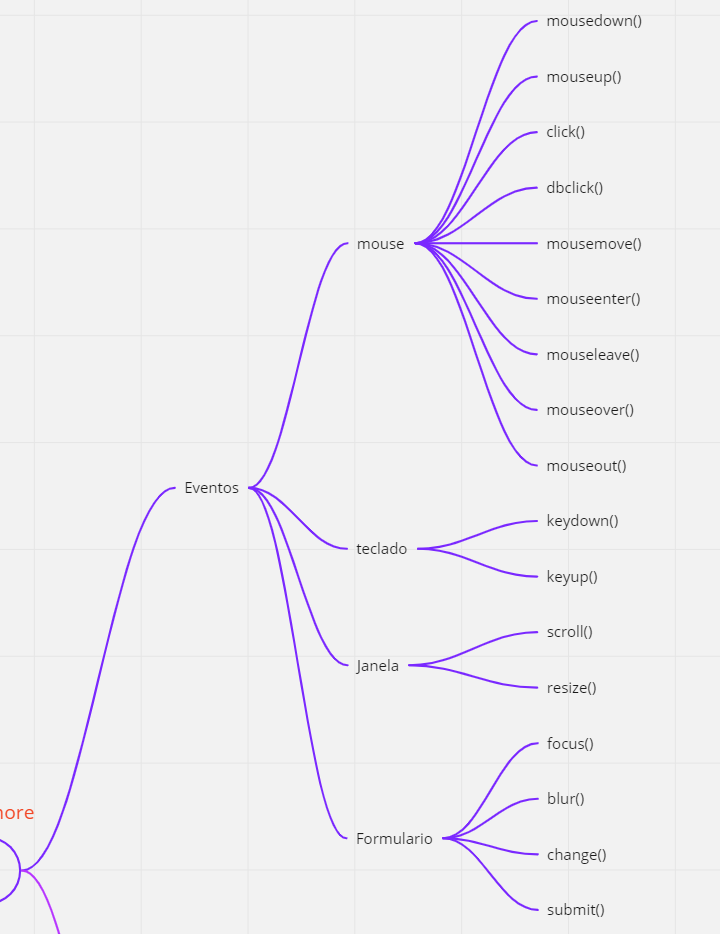 mousedown()
mouseup()
click()
dbclick()
mouse
mousemove()
mouseenter()
mouseleave()
mouseover()
mouseout()
Eventos
keydown()
teclado
keyup()
scroll()
Janela
resize()
focus()
blur()
Formulario
change()
submit()